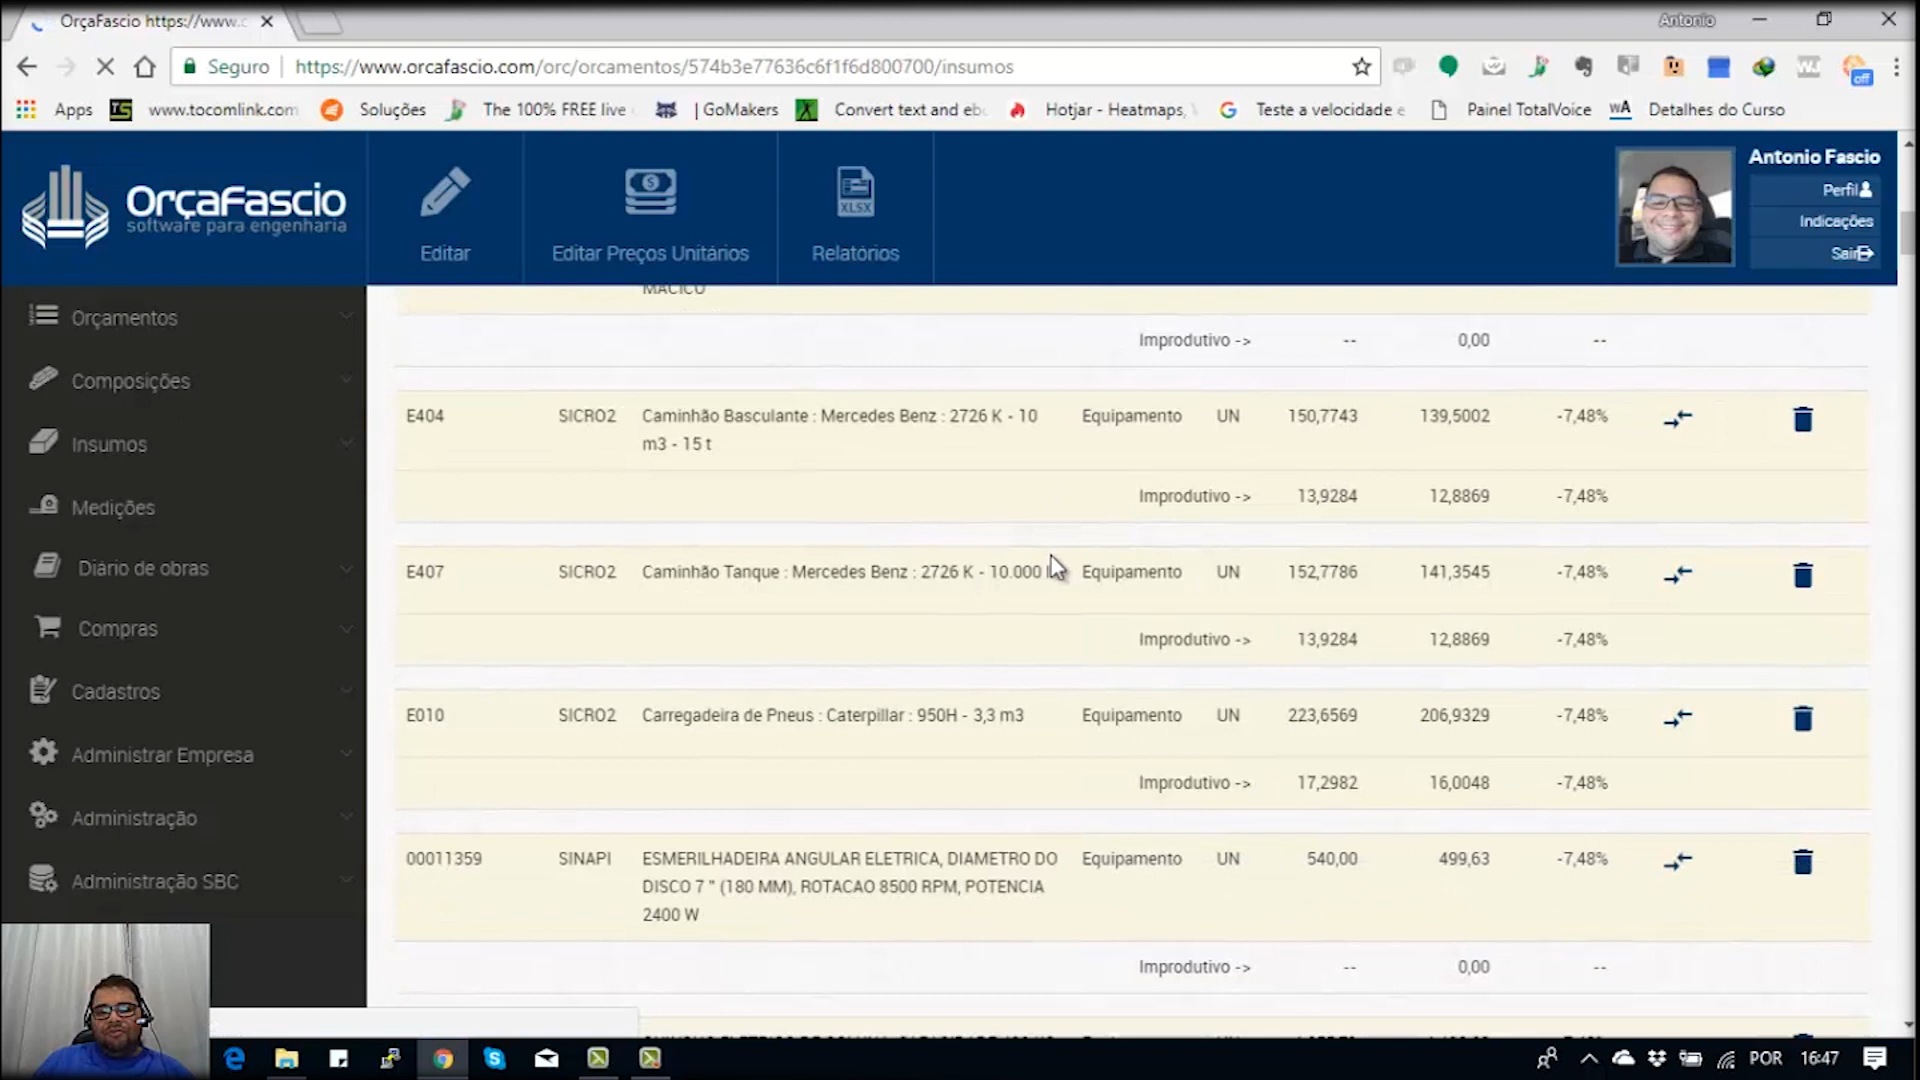 OrçaFascio https://www.c
Antonio
Seguro https://www.orcafascio.com/orc/orcamentos/574b3e77636c6f1f6d800700/insumos
off
Apps www.tocomlink.com Soluções The 100% FREE live | GoMakers Convert text and eb Hotjar - Heatmaps, Teste a velocidade e Painel TotalVoice Detalhes do Curso
OrçaFascio
software para engenharia
Editar
Editar Preços Unitários
XLSX
Relatórios
Antonio Fascio
Perfil
Indicações
Sair
Orçamentos
Composições
Insumos
Medições
Diário de obras
Compras
Cadastros
Administrar Empresa
Administração
Administração SBC
MACICO
Improdutivo -> -- 0,00 --
E404 SICRO2 Caminhão Basculante : Mercedes Benz : 2726 K - 10 Equipamento UN 150,7743 139,5002 -7,48%
m3 - 15 t
Improdutivo -> 13,9284 12,8869 -7,48%
E407 SICRO2 Caminhão Tanque : Mercedes Benz : 2726 K - 10.000 Equipamento UN 152,7786 141,3545 -7,48%
Improdutivo -> 13,9284 12,8869 -7,48%
E010 SICRO2 Carregadeira de Pneus : Caterpillar : 950H - 3,3 m3 Equipamento UN 223,6569 206,9329 -7,48%
Improdutivo -> 17,2982 16,0048 -7,48%
00011359 SINAPI ESMERILHADEIRA ANGULAR ELETRICA, DIAMETRO DO Equipamento UN 540,00 499,63 -7,48%
DISCO 7 " (180 MM), ROTACAO 8500 RPM, POTENCIA
2400 W
Improdutivo -> -- 0,00 --
POR 16:47